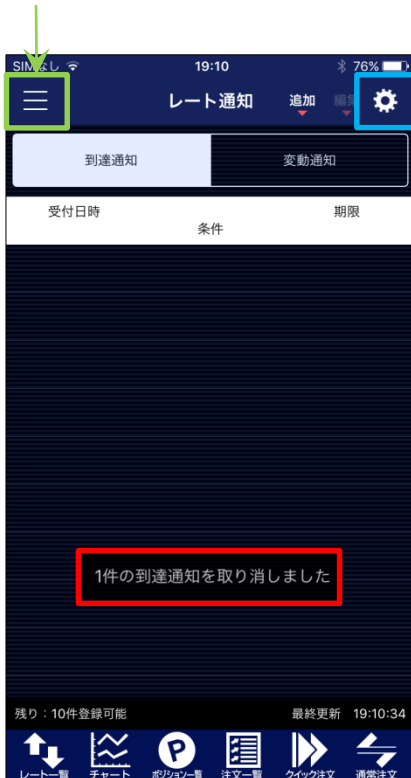 SIMなし 19:10 76%
レート通知 追加 編集
到達通知 変動通知
受付日時 期限
条件
1件の到達通知を取り消しました
残り：10件登録可能 最終更新 19:10:34
レート一覧 チャート ポジション一覧 注文一覧 クイック注文 通常注文